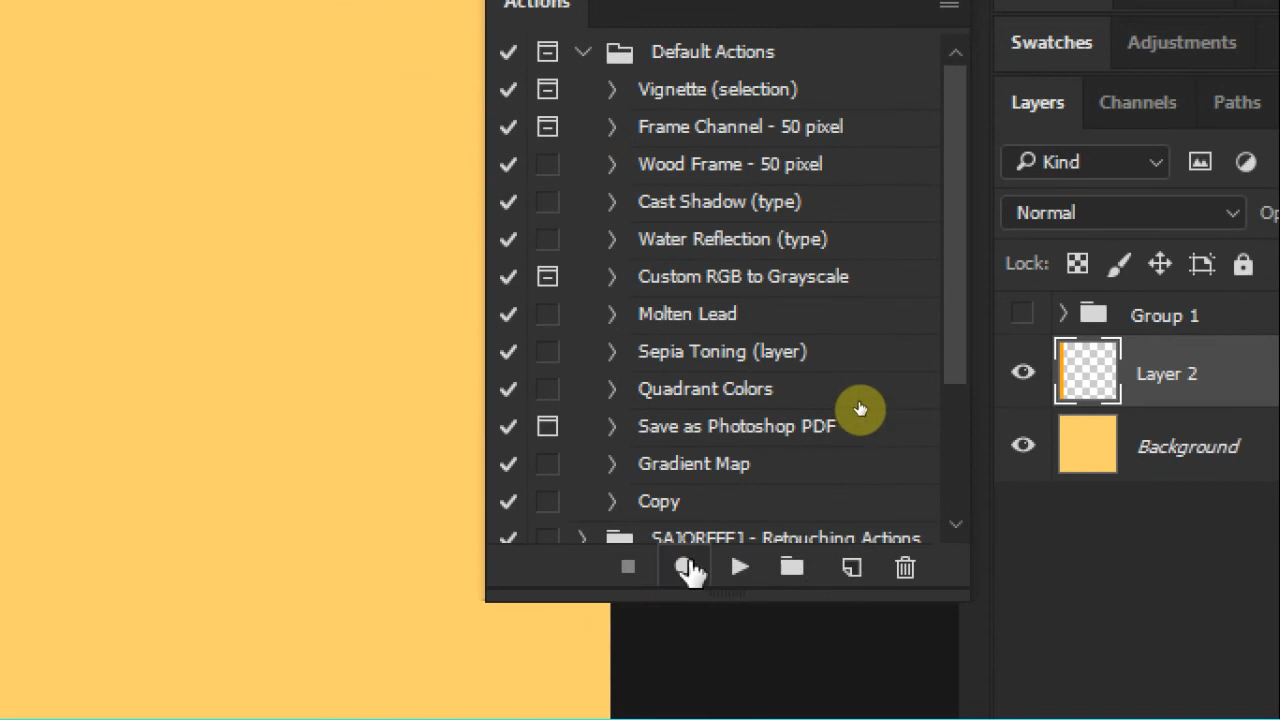 Actions
Default Actions
Vignette (selection)
Frame Channel - 50 pixel
Wood Frame - 50 pixel
Cast Shadow (type)
Water Reflection (type)
Custom RGB to Grayscale
Molten Lead
Sepia Toning (layer)
Quadrant Colors
Save as Photoshop PDF
Gradient Map
Copy
- Retouching Actions
Swatches
Adjustments
Layers
Channels
Paths
Kind
Normal
Op
Lock:
Group 1
Layer 2
Background